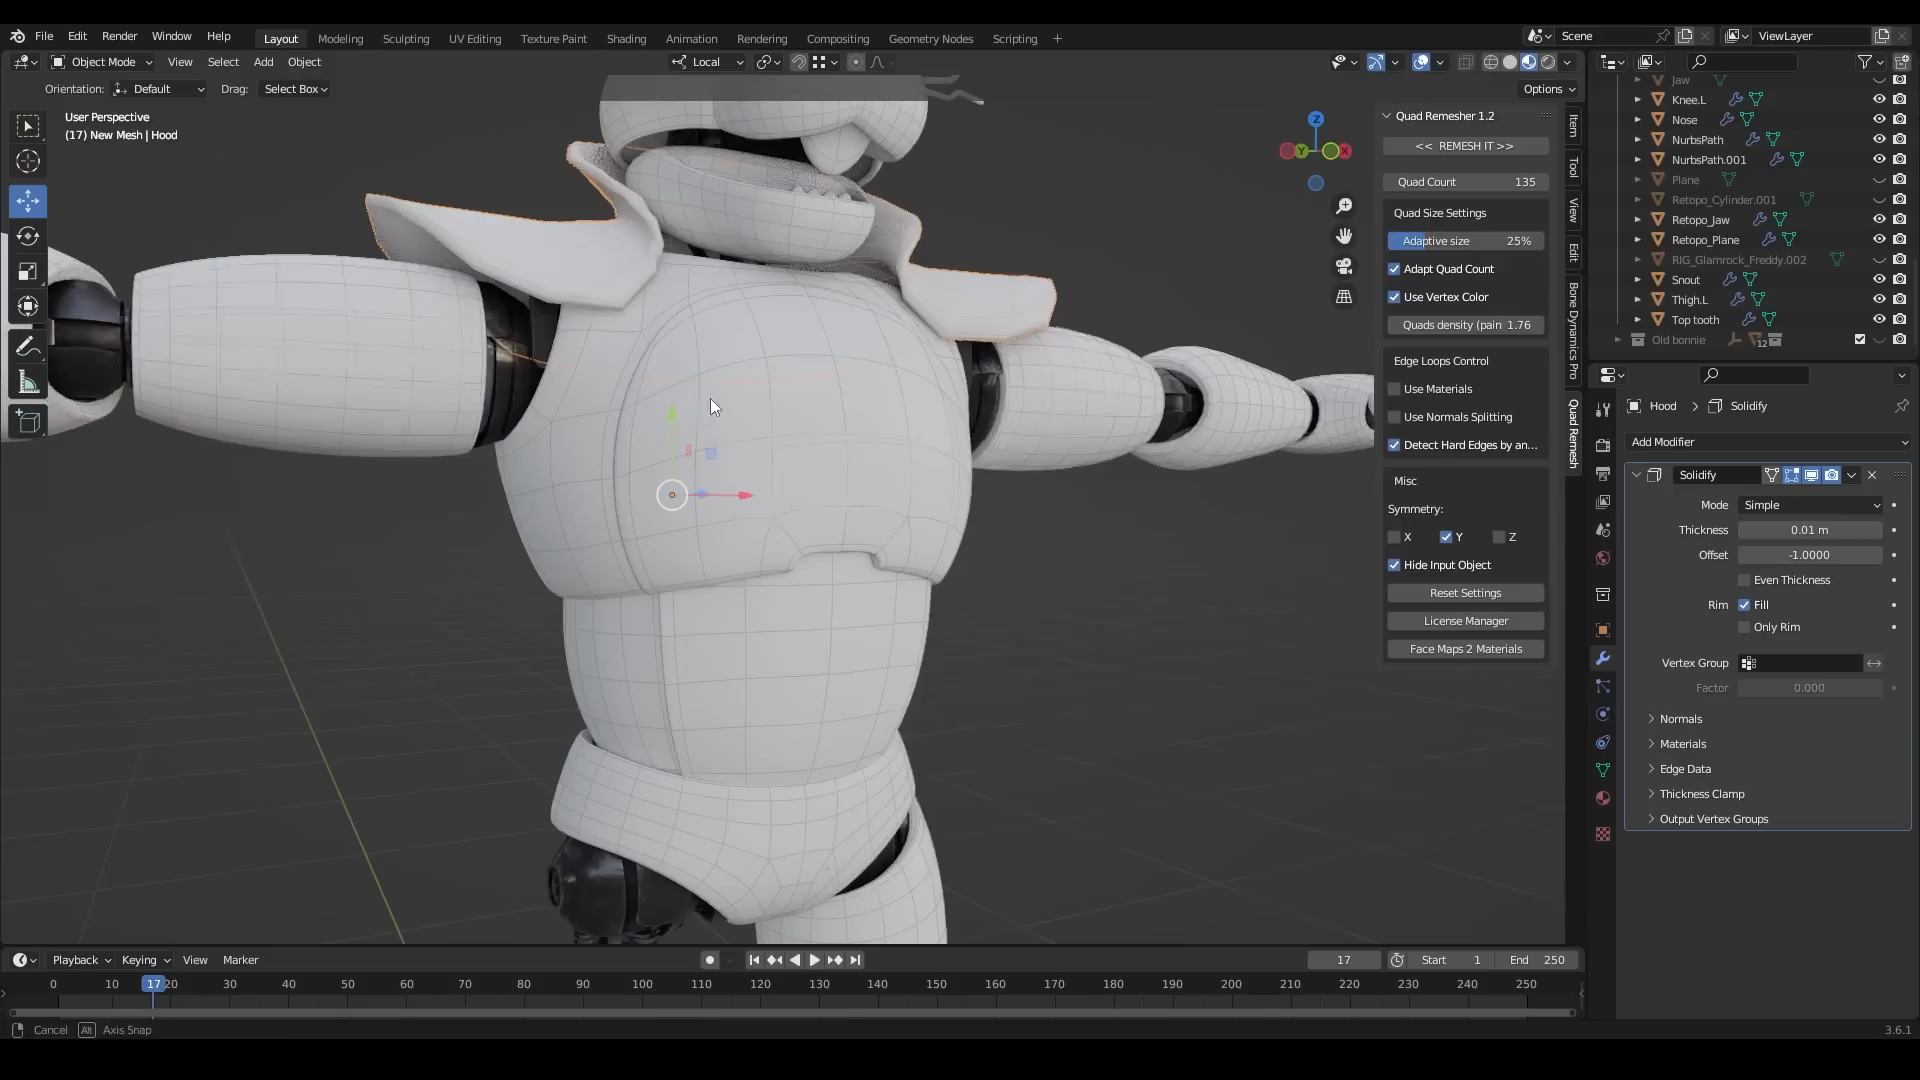 File Edit Render Window Help Layout Modeling Sculpting UV Editing Texture Paint Shading Animation Rendering Compositing Geometry Nodes Scripting + Scene ViewLayer
Object Mode View Select Add Object Local
Orientation: Default Drag: Select Box Options
User Perspective
(17) New Mesh | Hood
Z
Y
X
Quad Remesher 1.2
<< REMESH IT >>
Quad Count 135
Quad Size Settings
Adaptive size 25%
Adapt Quad Count
Use Vertex Color
Quads density (pain 1.76
Edge Loops Control
Use Materials
Use Normals Splitting
Detect Hard Edges by an...
Misc
Symmetry:
X Y Z
Hide Input Object
Reset Settings
License Manager
Face Maps 2 Materials
Item
Tool
View
Edit
Bone Dynamics Pro
Quad Remesh
Jaw
Knee.L
Nose
NurbsPath
NurbsPath.001
Plane
Retopo_Cylinder.001
Retopo_Jaw
Retopo_Plane
RIG_Glamrock_Freddy.002
Snout
Thigh.L
Top tooth
Old bonnie 12
Hood > Solidify
Add Modifier
Solidify
Mode Simple
Thickness 0.01 m
Offset -1.0000
Even Thickness
Rim Fill
Only Rim
Vertex Group
Factor 0.000
Normals
Materials
Edge Data
Thickness Clamp
Output Vertex Groups
Playback Keying View Marker 17 Start 1 End 250
0 10 17 20 30 40 50 60 70 80 90 100 110 120 130 140 150 160 170 180 190 200 210 220 230 240 250
Cancel Alt Axis Snap 3.6.1